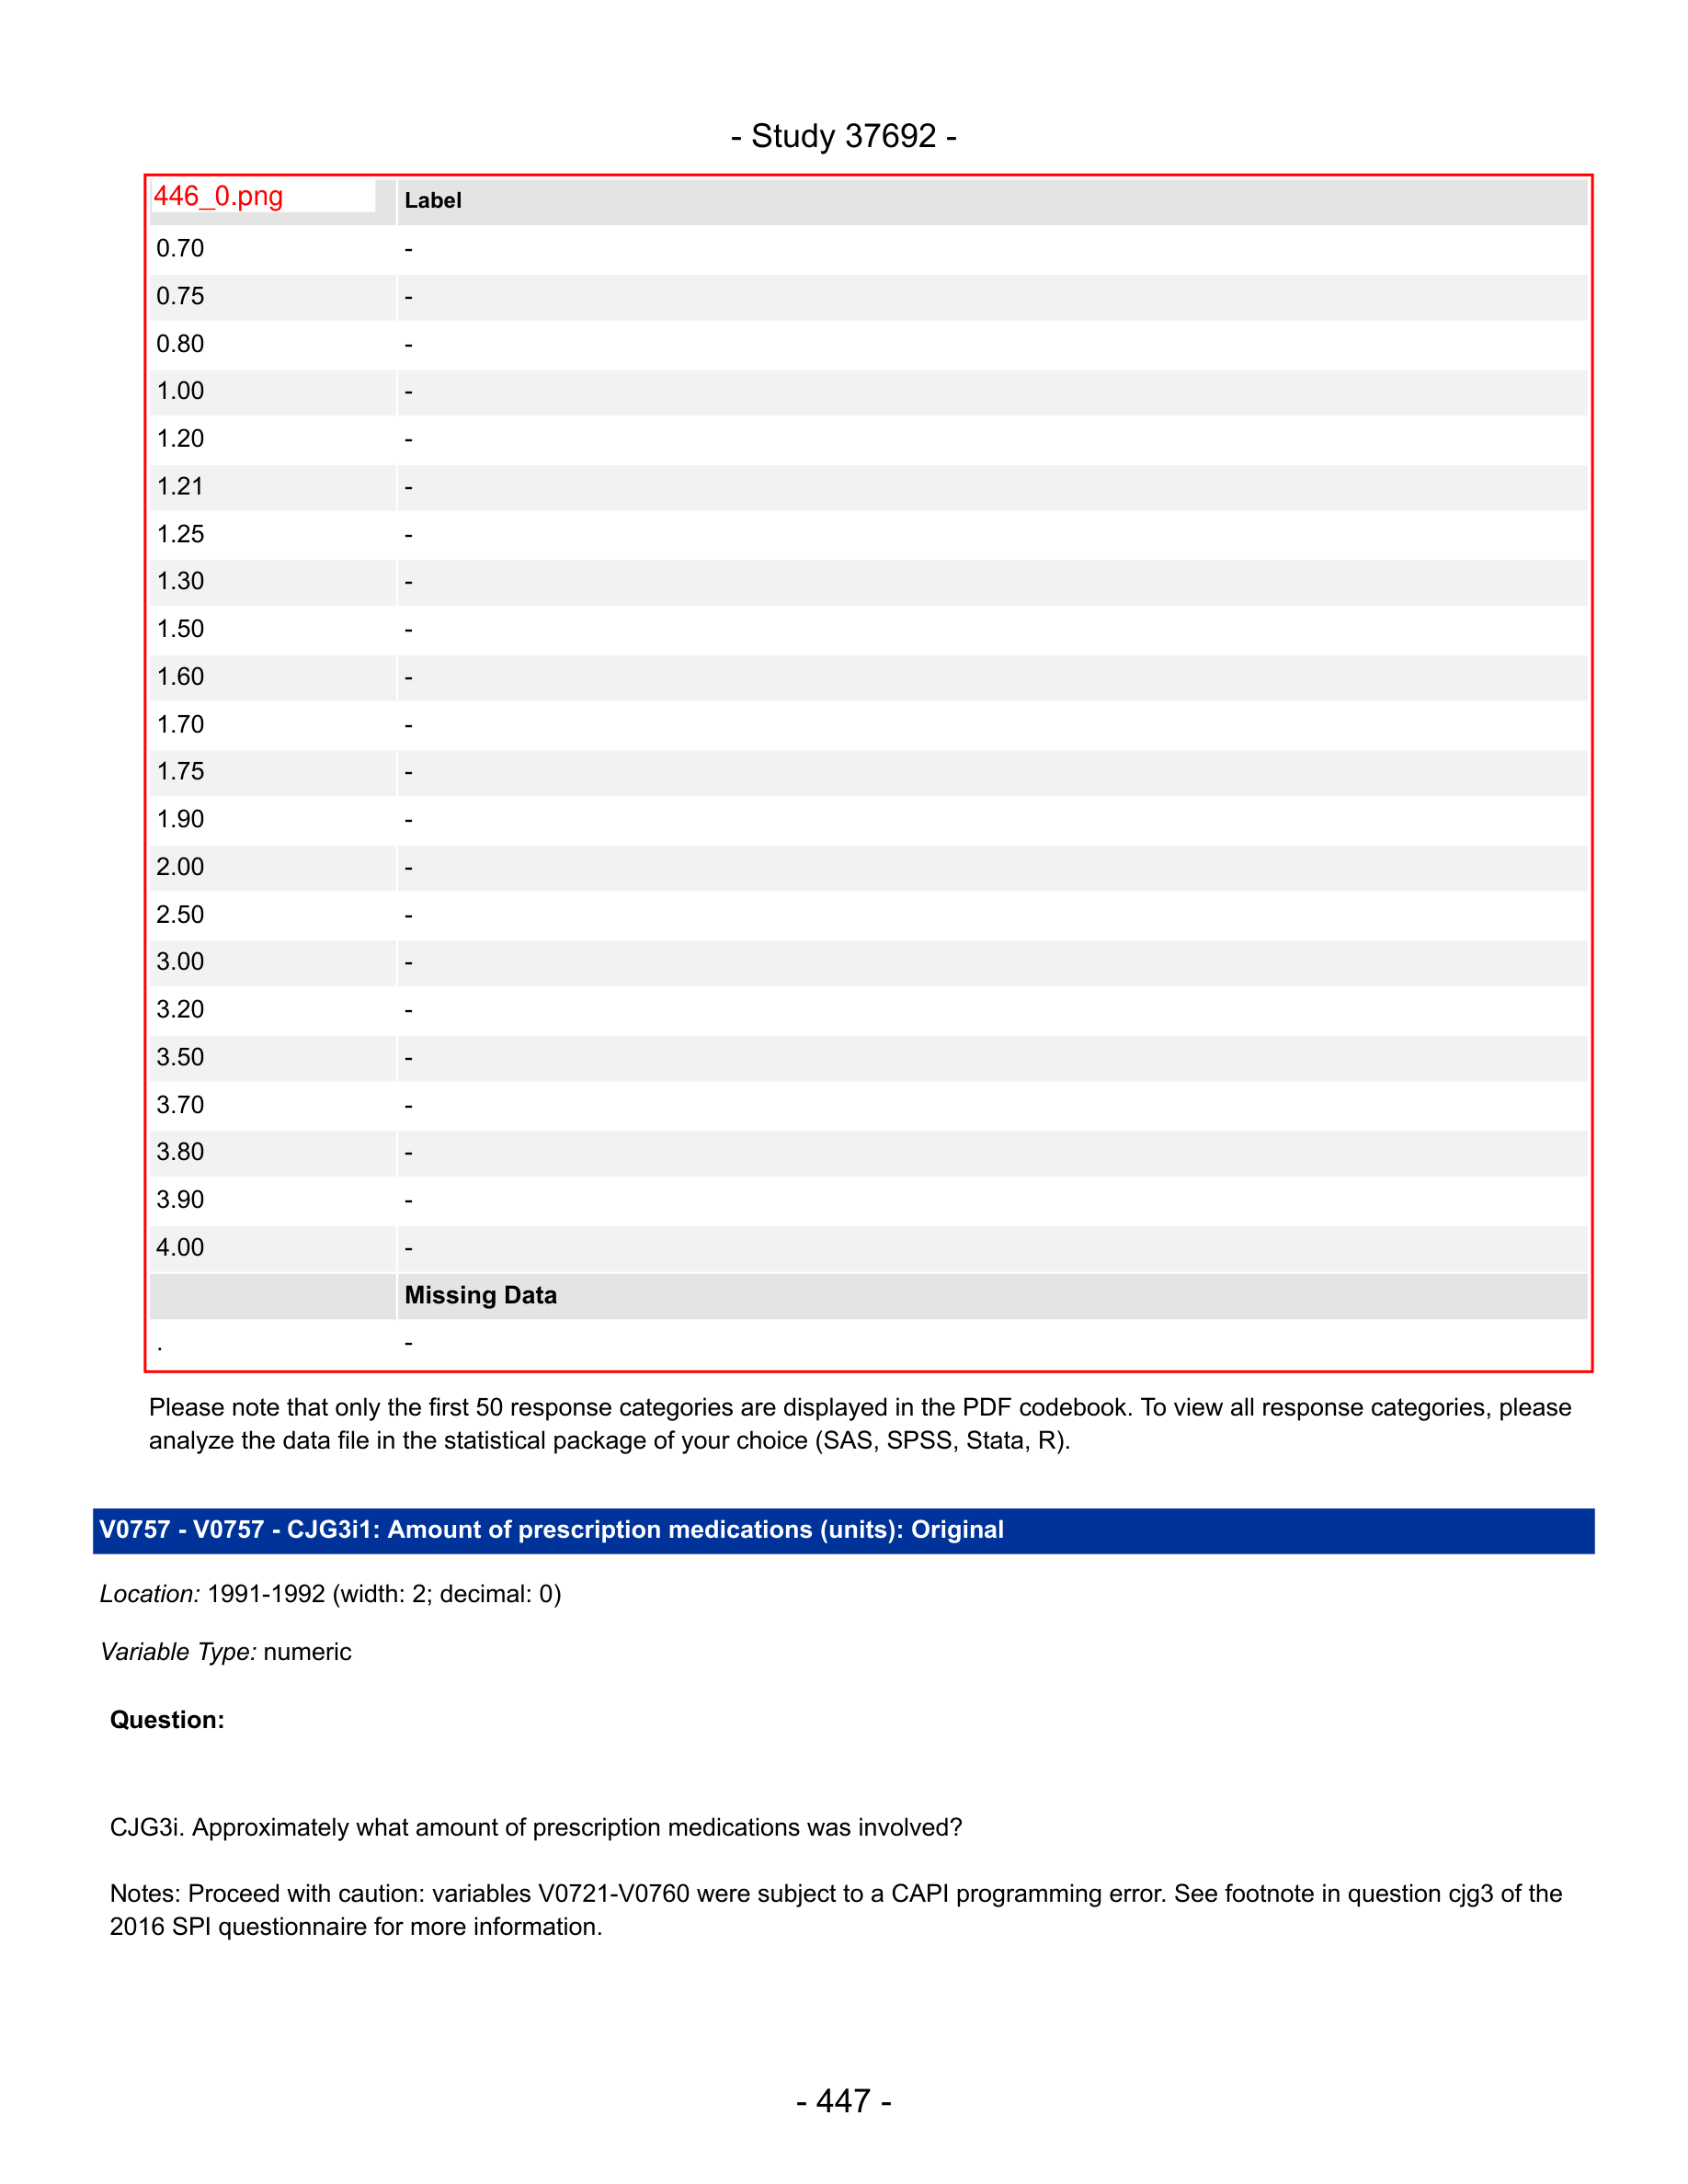 - Study 37692 -
446_0.png Label
0.70 -
0.75 -
0.80 -
1.00 -
1.20 -
1.21 -
1.25 -
1.30 -
1.50 -
1.60 -
1.70 -
1.75 -
1.90 -
2.00 -
2.50 -
3.00 -
3.20 -
3.50 -
3.70 -
3.80 -
3.90 -
4.00 -
Missing Data
. -
Please note that only the first 50 response categories are displayed in the PDF codebook. To view all response categories, please
analyze the data file in the statistical package of your choice (SAS, SPSS, Stata, R).
V0757 - V0757 - CJG3i1: Amount of prescription medications (units): Original
Location: 1991-1992 (width: 2; decimal: 0)
Variable Type: numeric
Question:
CJG3i. Approximately what amount of prescription medications was involved?
Notes: Proceed with caution: variables V0721-V0760 were subject to a CAPI programming error. See footnote in question cjg3 of the
2016 SPI questionnaire for more information.
- 447 -